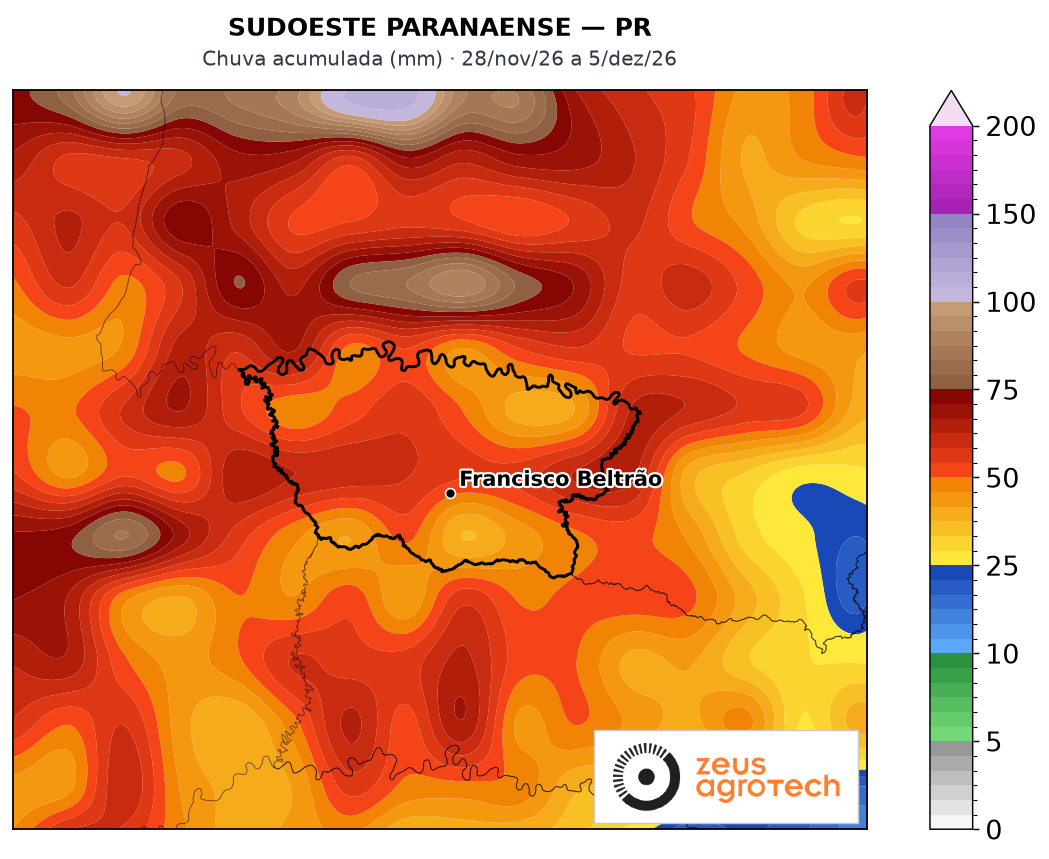 SUDOESTE PARANAENSE — PR
Chuva acumulada (mm) · 28/nov/26 a 5/dez/26
Francisco Beltrão
200
150
100
75
50
25
10
5
0
zeus
agrotech